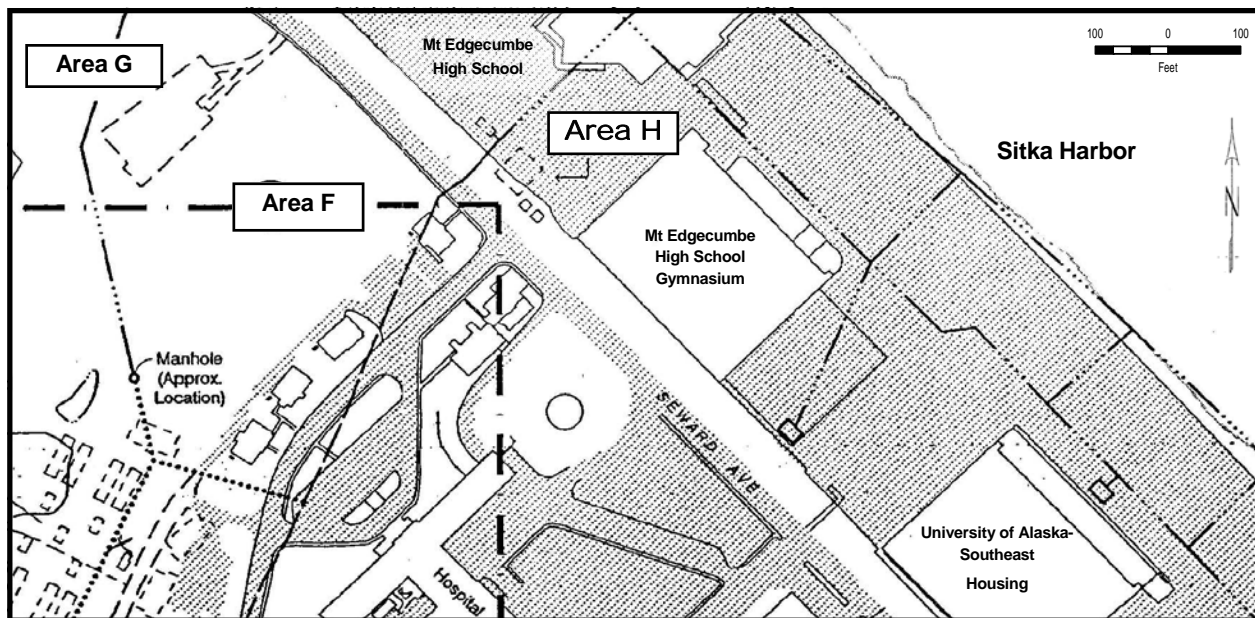 Area G
Mt Edgecumbe
High School
100 0 100
Feet
Area H
Sitka Harbor
N
Area F
Mt Edgecumbe
High School
Gymnasium
Manhole
(Approx.
Location)
SEWARD AVE
University of Alaska-
Southeast
Housing
Hospital